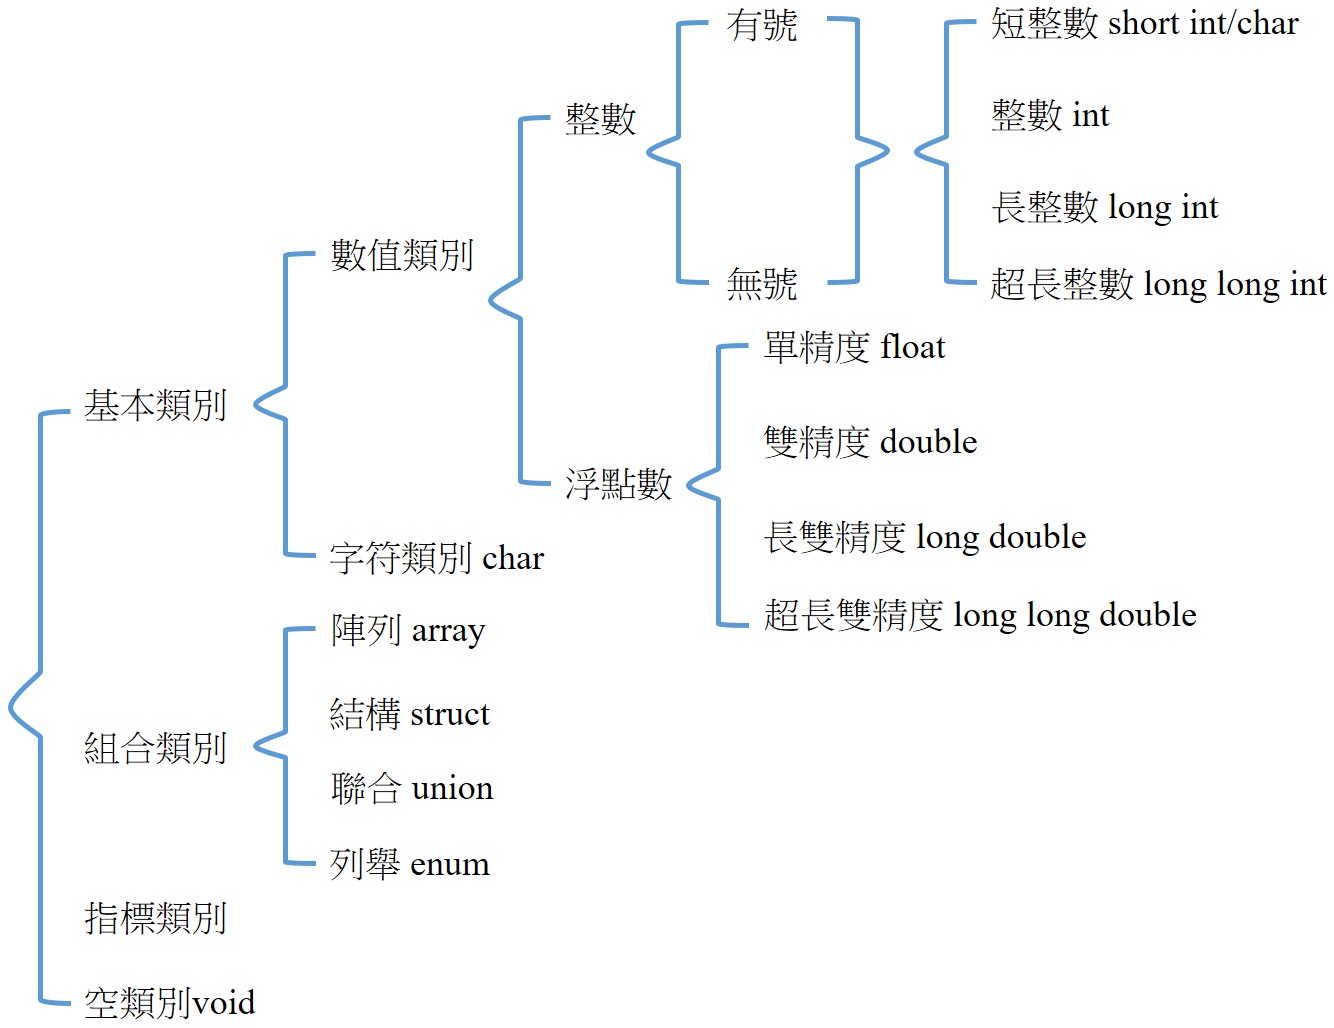 有號
短整數 short int/char
整數
整數 int
長整數 long int
數值類別
無號
超長整數 long long int
單精度 float
基本類別
雙精度 double
浮點數
長雙精度 long double
字符類別 char
超長雙精度 long long double
陣列 array
結構 struct
組合類別
聯合 union
列舉 enum
指標類別
空類別void